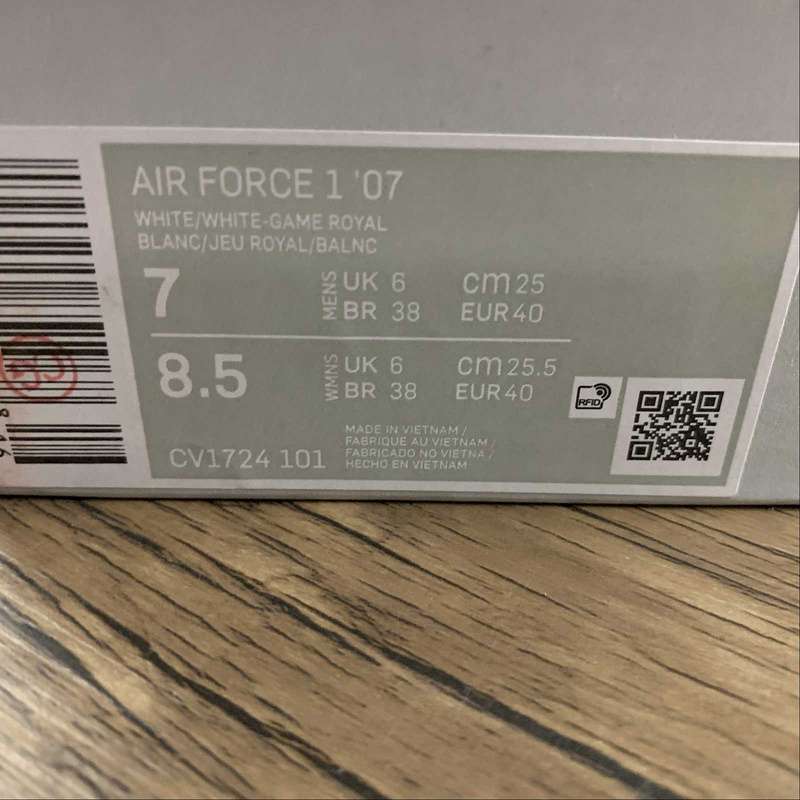 AIR FORCE 1 '07
WHITE/WHITE-GAME ROYAL
BLANC/JEU ROYAL/BALNC
7 MENS UK 6 cm 25
BR 38 EUR 40
8.5 WMNS UK 6 cm 25.5
BR 38 EUR 40
RFID
CV1724 101
MADE IN VIETNAM /
FABRIQUE AU VIETNAM /
FABRICADO NO VIETNA /
HECHO EN VIETNAM